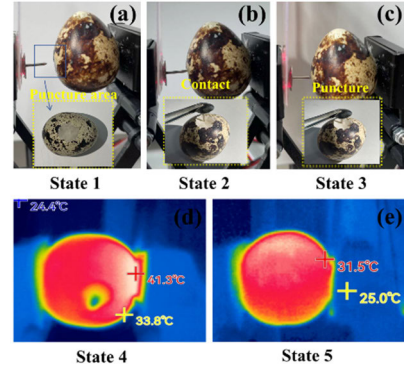 (a)
(b)
(c)
Puncture area
Contact
Puncture
State 1
State 2
State 3
(d)
(e)
24.4℃
41.3℃
33.8℃
31.5℃
25.0℃
State 4
State 5